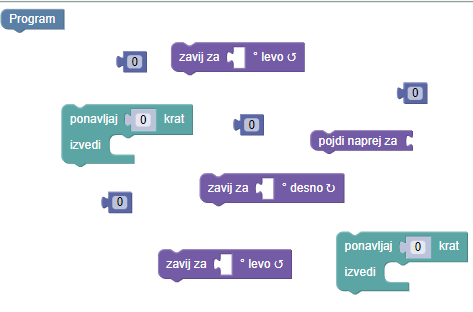 Program
0
zavij za ° levo ↺
0
ponavljaj 0 krat
izvedi
0
pojdi naprej za
zavij za ° desno ↻
0
ponavljaj 0 krat
izvedi
zavij za ° levo ↺